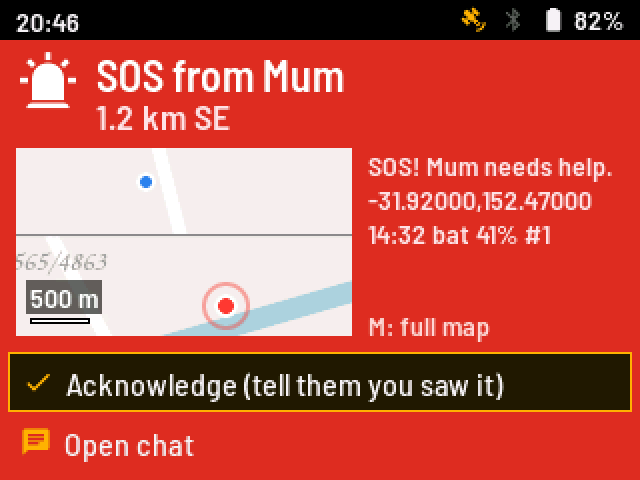 20:46
82%
SOS from Mum
1.2 km SE
SOS! Mum needs help.
-31.92000,152.47000
14:32 bat 41% #1
565/4863
500 m
M: full map
Acknowledge (tell them you saw it)
Open chat